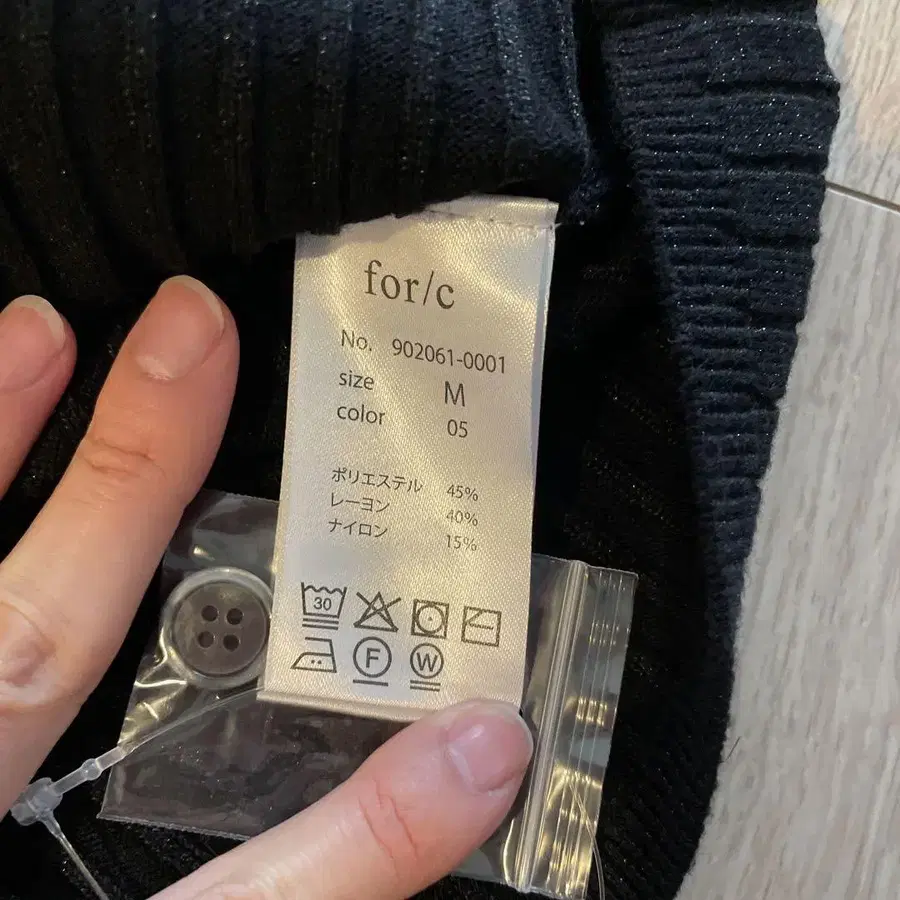 for/c
No. 902061-0001
size M
color 05
ポリエステル 45%
レーヨン 40%
ナイロン 15%
30
F W